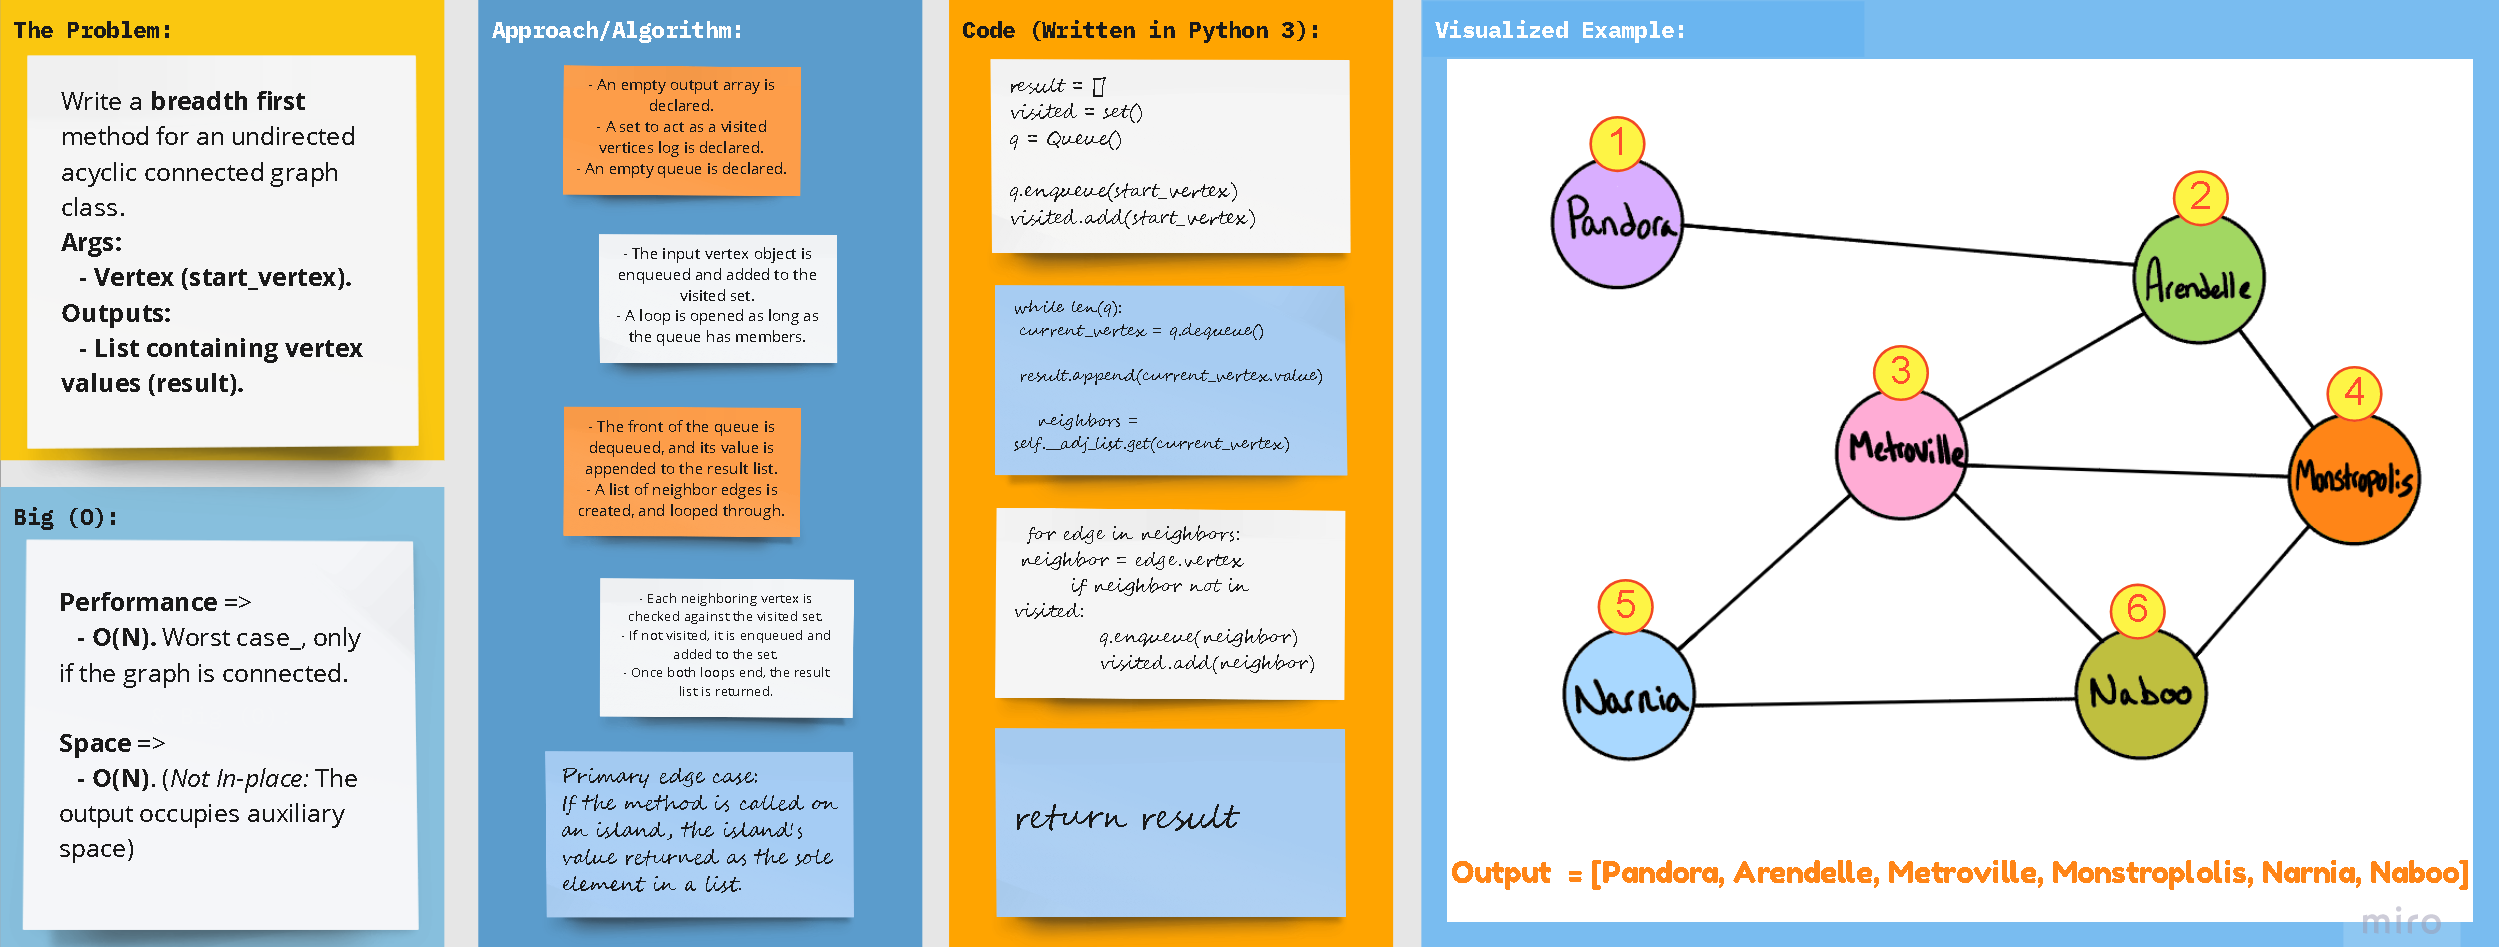 The Problem:
Write a breadth first
method for an undirected
acyclic connected graph
class.
Args:
- Vertex (start_vertex).
Outputs:
- List containing vertex
values (result).
Big (O):
Performance =>
- O(N). Worst case_, only
if the graph is connected.
Space =>
- O(N). (Not In-place: The
output occupies auxiliary
space)
Approach/Algorithm:
- An empty output array is
declared.
- A set to act as a visited
vertices log is declared.
- An empty queue is declared.
- The input vertex object is
enqueued and added to the
visited set.
- A loop is opened as long as
the queue has members.
- The front of the queue is
dequeued, and its value is
appended to the result list.
- A list of neighbor edges is
created, and looped through.
- Each neighboring vertex is
checked against the visited set.
- If not visited, it is enqueued and
added to the set.
- Once both loops end, the result
list is returned.
Primary edge case:
If the method is called on
an island, the island's
value returned as the sole
element in a list.
Code (Written in Python 3):
result = []
visited = set()
q = Queue()
q.enqueue(start_vertex)
visited.add(start_vertex)
while len(q):
current_vertex = q.dequeue()
result.append(current_vertex.value)
neighbors =
self.__adj_list.get(current_vertex)
for edge in neighbors:
neighbor = edge.vertex
if neighbor not in
visited:
q.enqueue(neighbor)
visited.add(neighbor)
return result
Visualized Example:
1
Pandora
2
Arendelle
3
Metroville
4
Monstropolis
5
Narnia
6
Naboo
Output = [Pandora, Arendelle, Metroville, Monstroplolis, Narnia, Naboo]
miro